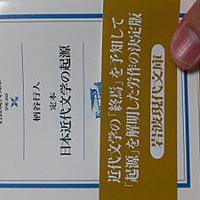 柄谷行人
定本
日本近代文学の起源
近代文学の「終焉」を予知して
「起源」を解明した労作の決定版
岩波現代文庫